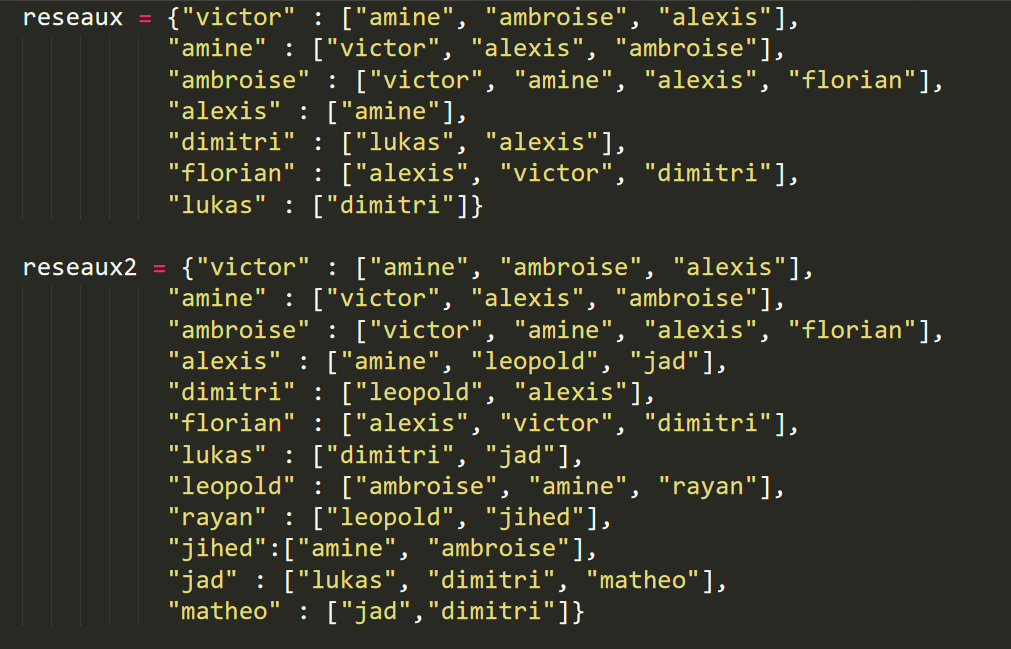 reseaux = {"victor" : ["amine", "ambroise", "alexis"],
"amine" : ["victor", "alexis", "ambroise"],
"ambroise" : ["victor", "amine", "alexis", "florian"],
"alexis" : ["amine"],
"dimitri" : ["lukas", "alexis"],
"florian" : ["alexis", "victor", "dimitri"],
"lukas" : ["dimitri"]}
reseaux2 = {"victor" : ["amine", "ambroise", "alexis"],
"amine" : ["victor", "alexis", "ambroise"],
"ambroise" : ["victor", "amine", "alexis", "florian"],
"alexis" : ["amine", "leopold", "jad"],
"dimitri" : ["leopold", "alexis"],
"florian" : ["alexis", "victor", "dimitri"],
"lukas" : ["dimitri", "jad"],
"leopold" : ["ambroise", "amine", "rayan"],
"rayan" : ["leopold", "jihed"],
"jihed":["amine", "ambroise"],
"jad" : ["lukas", "dimitri", "matheo"],
"matheo" : ["jad","dimitri"]}